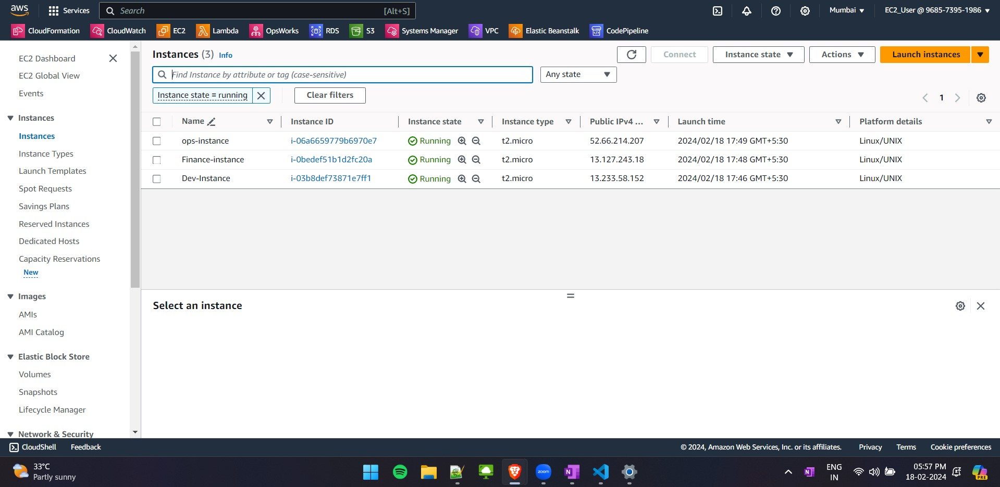 aws Services Search [Alt+S] Mumbai EC2_User @ 9685-7395-1986
CloudFormation CloudWatch EC2 Lambda OpsWorks RDS S3 Systems Manager VPC Elastic Beanstalk CodePipeline
EC2 Dashboard
EC2 Global View
Events
Instances
Instances
Instance Types
Launch Templates
Spot Requests
Savings Plans
Reserved Instances
Dedicated Hosts
Capacity Reservations
New
Images
AMIs
AMI Catalog
Elastic Block Store
Volumes
Snapshots
Lifecycle Manager
Network & Security
Instances (3) Info Connect Instance state Actions Launch instances
Find Instance by attribute or tag (case-sensitive) Any state
Instance state = running Clear filters 1
Name Instance ID Instance state Instance type Public IPv4 ... Launch time Platform details
ops-instance i-06a6659779b6970e7 Running t2.micro 52.66.214.207 2024/02/18 17:49 GMT+5:30 Linux/UNIX
Finance-instance i-0bedef51b1d2fc20a Running t2.micro 13.127.243.18 2024/02/18 17:48 GMT+5:30 Linux/UNIX
Dev-Instance i-03b8def73871e7ff1 Running t2.micro 13.233.58.152 2024/02/18 17:46 GMT+5:30 Linux/UNIX
Select an instance
CloudShell Feedback © 2024, Amazon Web Services, Inc. or its affiliates. Privacy Terms Cookie preferences
33°C
Partly sunny
zoom
N
N
ENG
IN
05:57 PM
18-02-2024
PRE